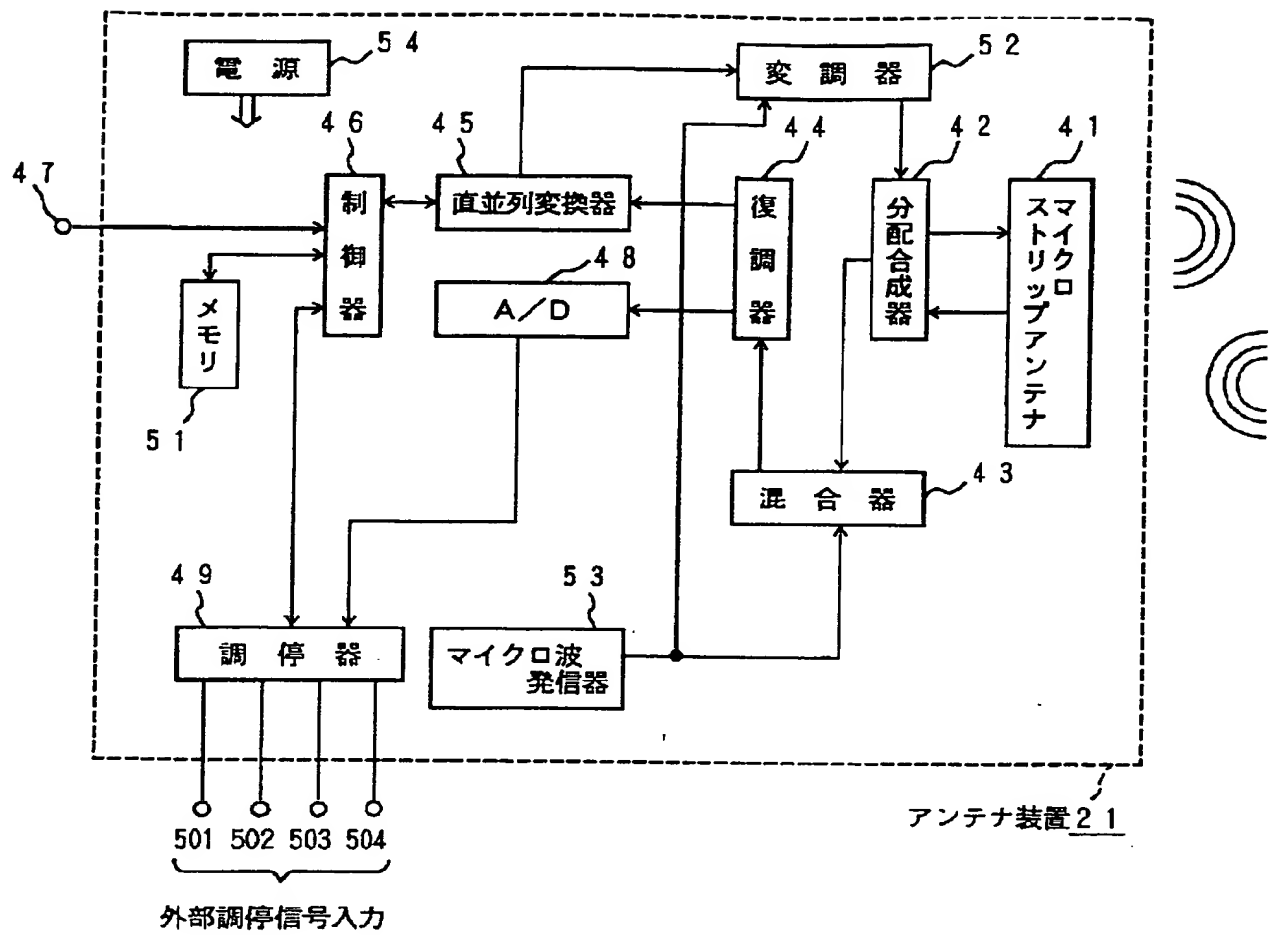 電源
54
変調器
52
46
45
44
42
41
47
制御器
直並列変換器
復調器
分配合成器
マイクロ
ストリップアンテナ
48
A/D
メモリ
51
混合器
43
49
調停器
53
マイクロ波
発信器
501 502 503 504
外部調停信号入力
アンテナ装置21